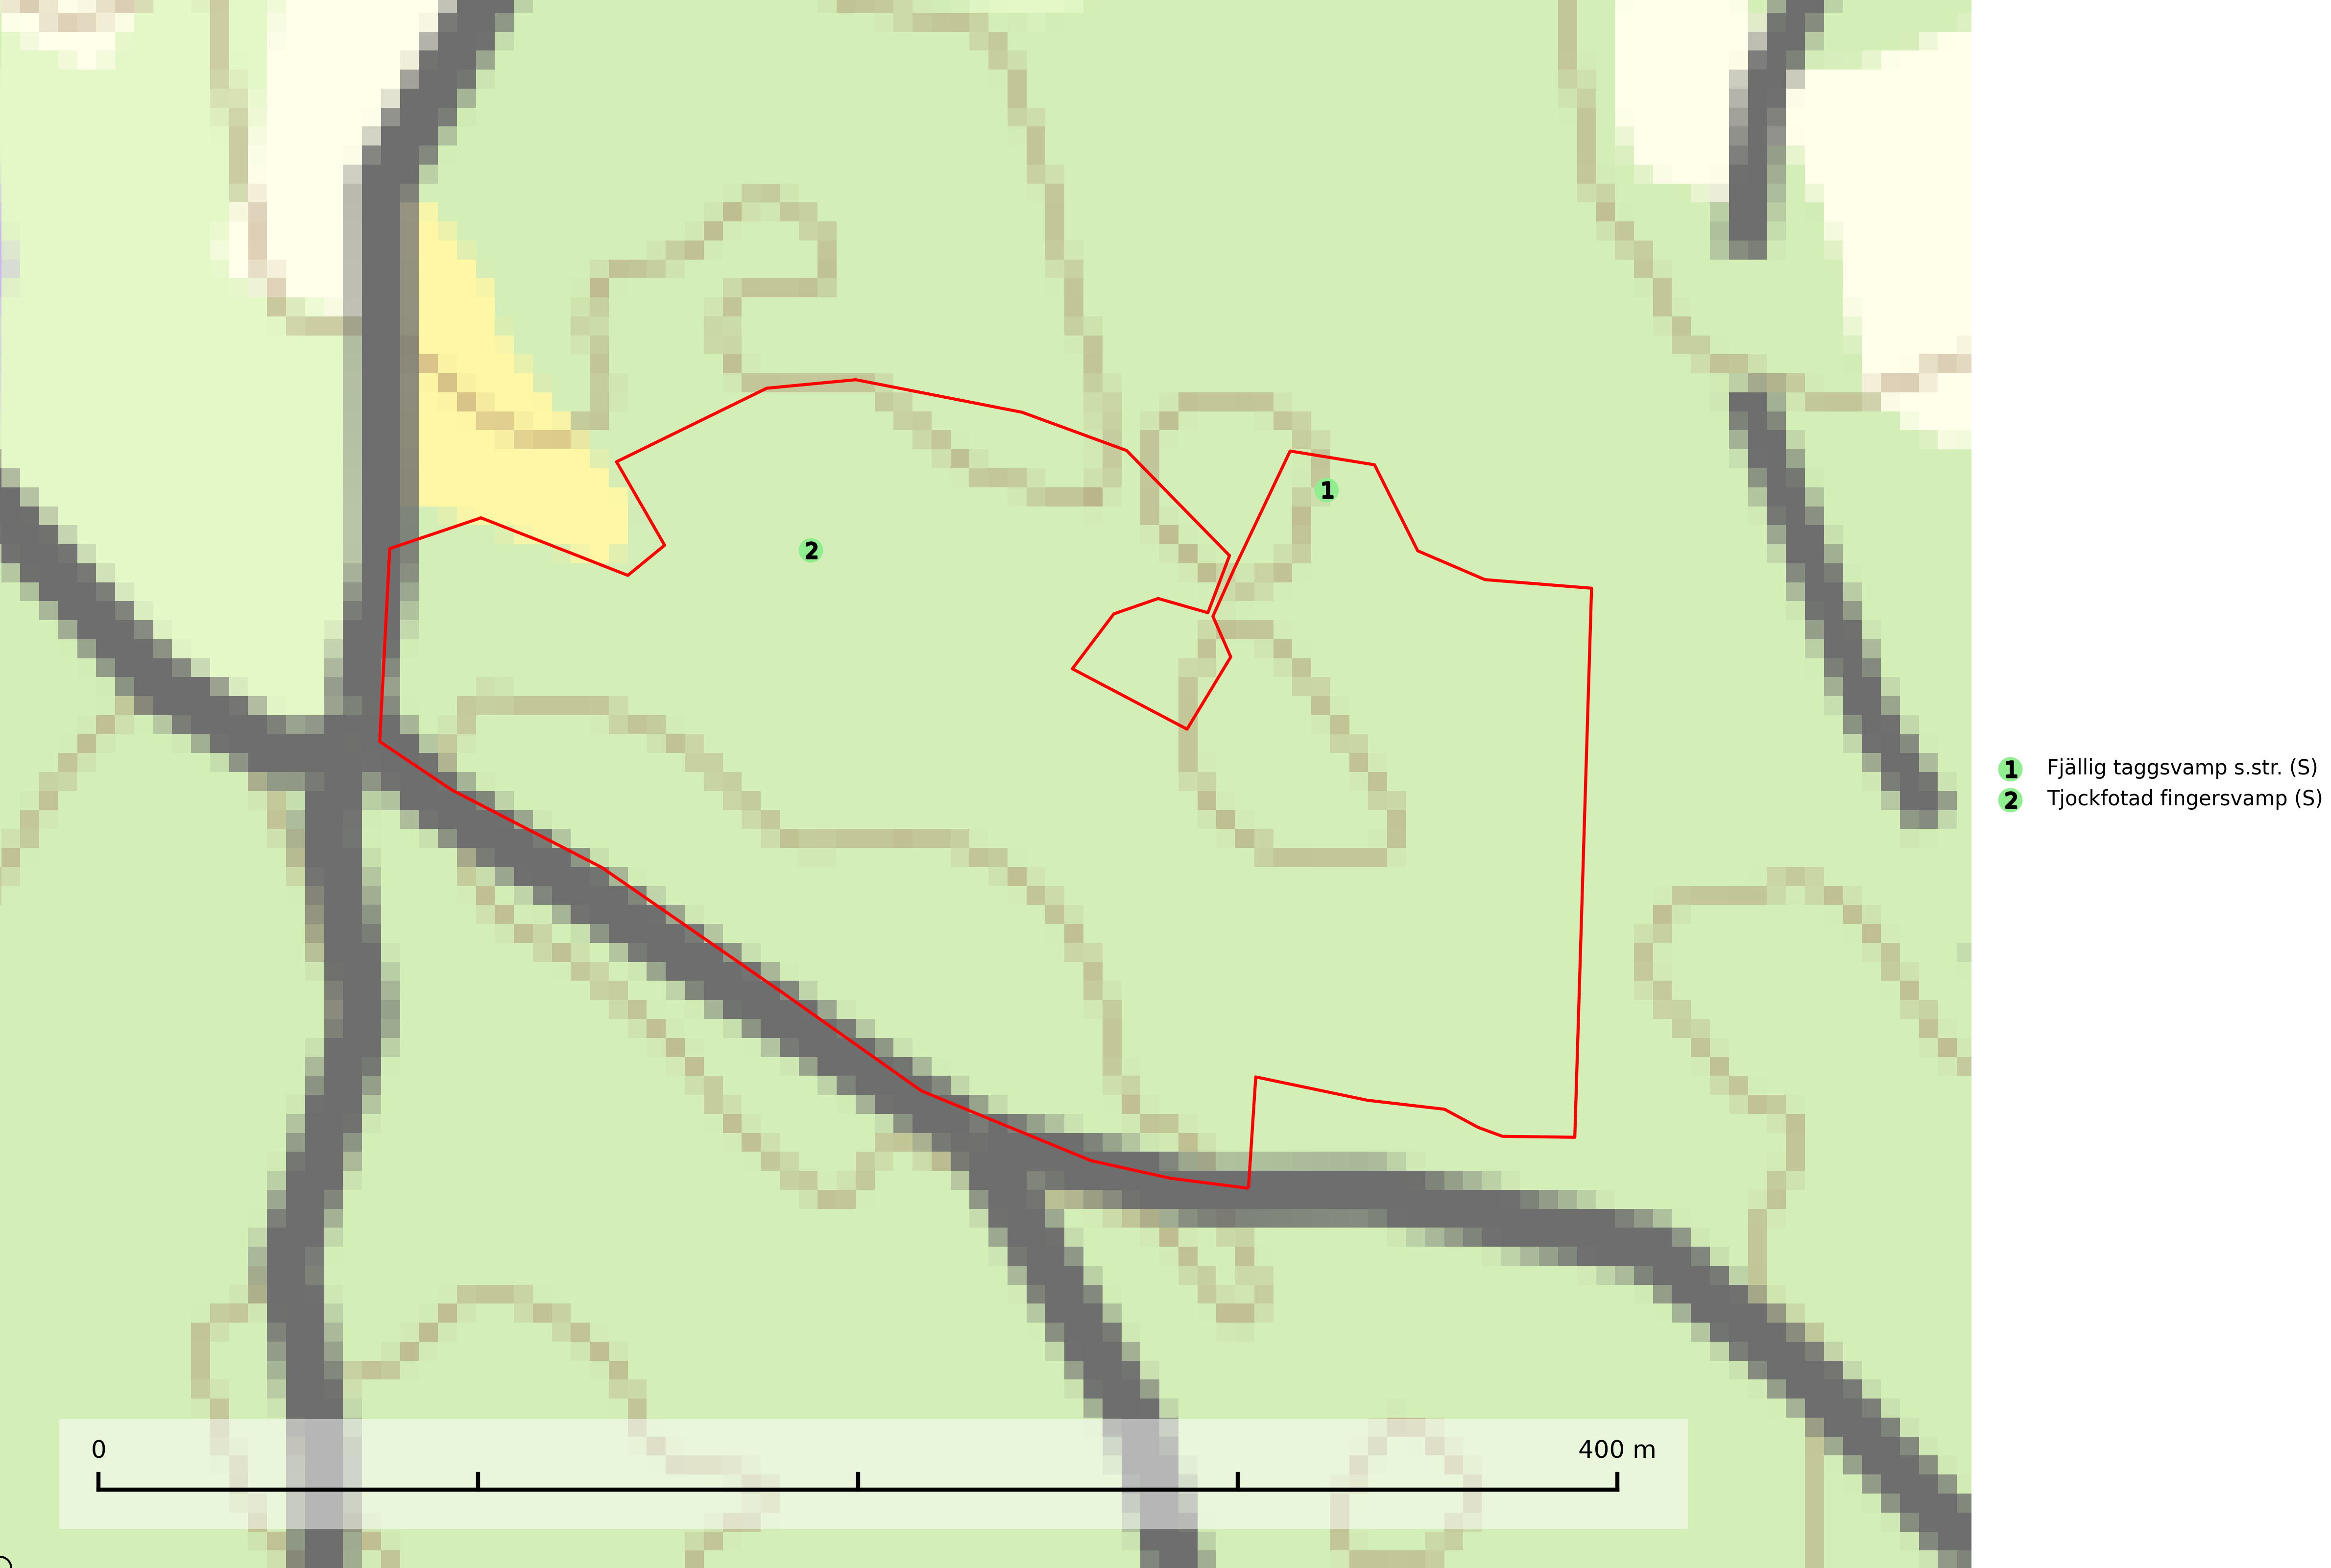 1
2
1 Fjällig taggsvamp s.str. (S)
2 Tjockfotad fingersvamp (S)
0 400 m